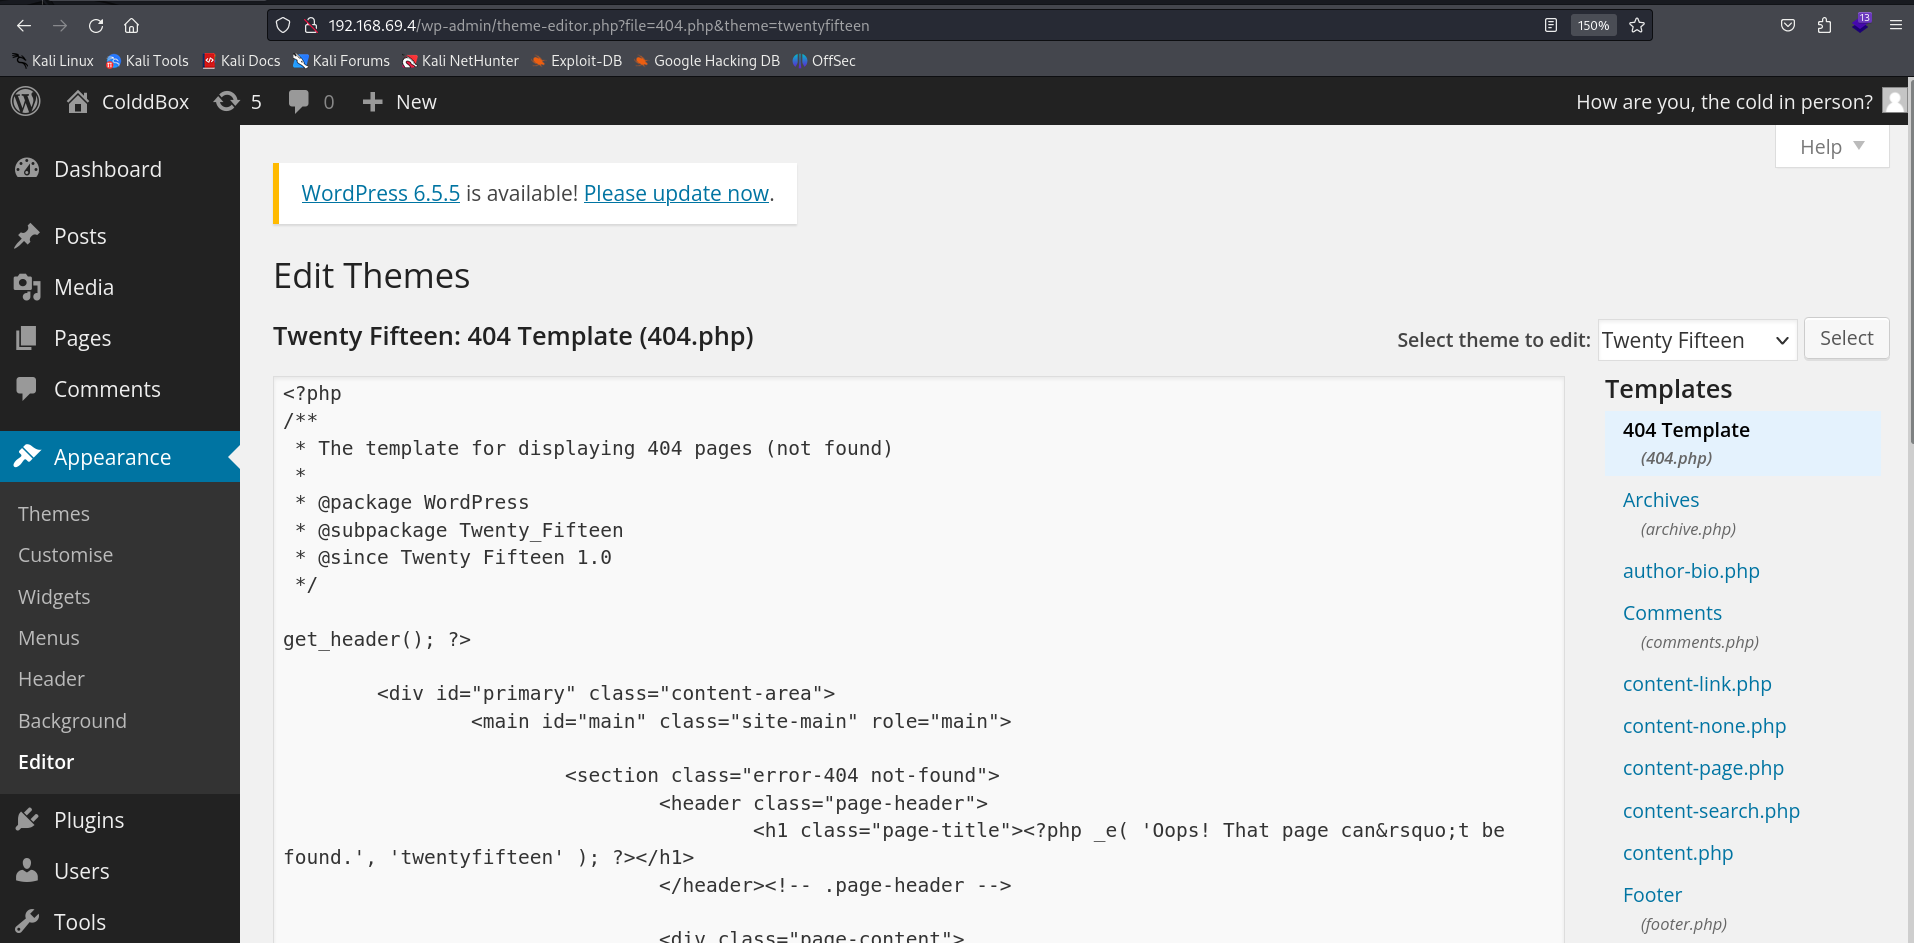 192.168.69.4/wp-admin/theme-editor.php?file=404.php&theme=twentyfifteen
150%
13
Kali Linux Kali Tools Kali Docs Kali Forums Kali NetHunter Exploit-DB Google Hacking DB OffSec
ColddBox 5 0 New
How are you, the cold in person?
Help
Dashboard
Posts
Media
Pages
Comments
Appearance
Themes
Customise
Widgets
Menus
Header
Background
Editor
Plugins
Users
Tools
WordPress 6.5.5 is available! Please update now.
Edit Themes
Twenty Fifteen: 404 Template (404.php)
Select theme to edit: Twenty Fifteen Select
<?php
/**
 * The template for displaying 404 pages (not found)
 *
 * @package WordPress
 * @subpackage Twenty_Fifteen
 * @since Twenty Fifteen 1.0
 */
get_header(); ?>
<div id="primary" class="content-area">
<main id="main" class="site-main" role="main">
<section class="error-404 not-found">
<header class="page-header">
<h1 class="page-title"><?php _e( 'Oops! That page can&rsquo;t be
found.', 'twentyfifteen' ); ?></h1>
</header><!-- .page-header -->
<div class="page-content">
Templates
404 Template
(404.php)
Archives
(archive.php)
author-bio.php
Comments
(comments.php)
content-link.php
content-none.php
content-page.php
content-search.php
content.php
Footer
(footer.php)